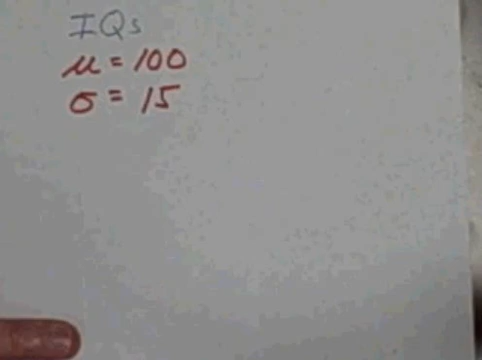 IQs
μ = 100
σ = 15